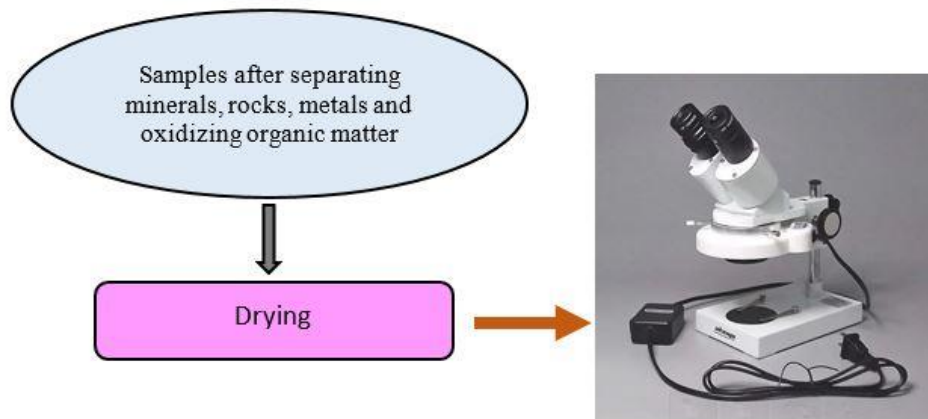 Samples after separating
minerals, rocks, metals and
oxidizing organic matter
Drying